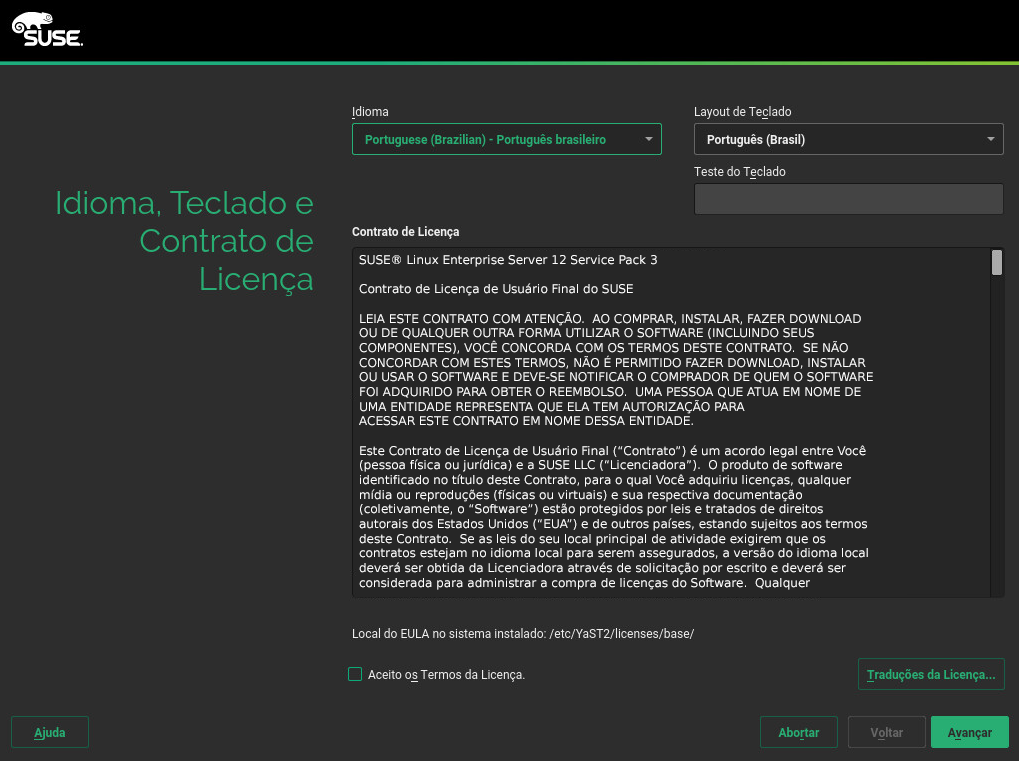 SUSE
Idioma
Layout de Teclado
Portuguese (Brazilian) - Português brasileiro
Português (Brasil)
Teste do Teclado
Idioma, Teclado e
Contrato de
Licença
Contrato de Licença
SUSE® Linux Enterprise Server 12 Service Pack 3
Contrato de Licença de Usuário Final do SUSE
LEIA ESTE CONTRATO COM ATENÇÃO.  AO COMPRAR, INSTALAR, FAZER DOWNLOAD
OU DE QUALQUER OUTRA FORMA UTILIZAR O SOFTWARE (INCLUINDO SEUS
COMPONENTES), VOCÊ CONCORDA COM OS TERMOS DESTE CONTRATO.  SE NÃO
CONCORDAR COM ESTES TERMOS, NÃO É PERMITIDO FAZER DOWNLOAD, INSTALAR
OU USAR O SOFTWARE E DEVE-SE NOTIFICAR O COMPRADOR DE QUEM O SOFTWARE
FOI ADQUIRIDO PARA OBTER O REEMBOLSO.  UMA PESSOA QUE ATUA EM NOME DE
UMA ENTIDADE REPRESENTA QUE ELA TEM AUTORIZAÇÃO PARA
ACESSAR ESTE CONTRATO EM NOME DESSA ENTIDADE.
Este Contrato de Licença de Usuário Final (“Contrato”) é um acordo legal entre Você
(pessoa física ou jurídica) e a SUSE LLC (“Licenciadora”).  O produto de software
identificado no título deste Contrato, para o qual Você adquiriu licenças, qualquer
mídia ou reproduções (físicas ou virtuais) e sua respectiva documentação
(coletivamente, o “Software”) estão protegidos por leis e tratados de direitos
autorais dos Estados Unidos (“EUA”) e de outros países, estando sujeitos aos termos
deste Contrato.  Se as leis do seu local principal de atividade exigirem que os
contratos estejam no idioma local para serem assegurados, a versão do idioma local
deverá ser obtida da Licenciadora através de solicitação por escrito e deverá ser
considerada para administrar a compra de licenças do Software.  Qualquer
Local do EULA no sistema instalado: /etc/YaST2/licenses/base/
Aceito os Termos da Licença.
Traduções da Licença...
Ajuda
Abortar
Voltar
Avançar